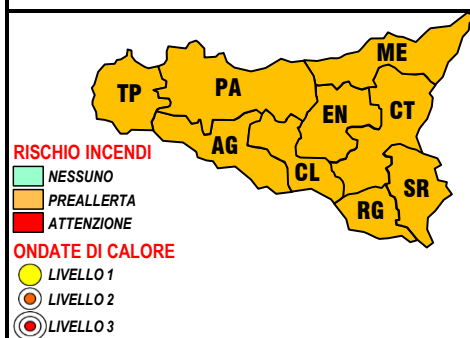 ME
TP
PA
EN
CT
AG
CL
SR
RG
RISCHIO INCENDI
NESSUNO
PREALLERTA
ATTENZIONE
ONDATE DI CALORE
LIVELLO 1
LIVELLO 2
LIVELLO 3